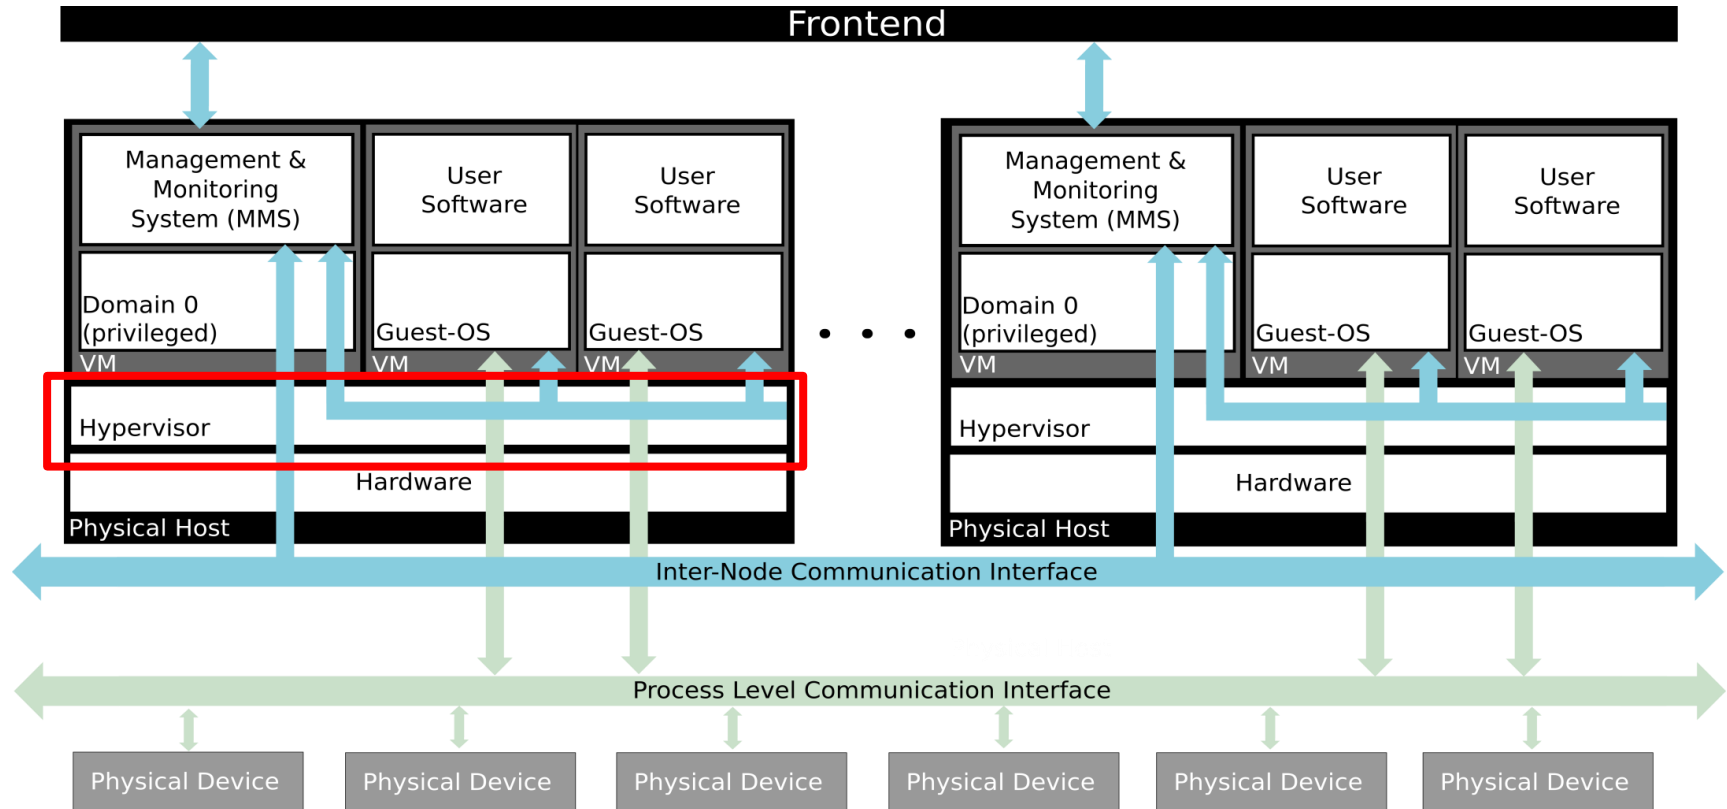 Frontend
Management &
Monitoring
System (MMS)
User
Software
User
Software
Domain 0
(privileged)
Guest-OS
Guest-OS
VM
VM
VM
Hypervisor
Hardware
Physical Host
. . .
Management &
Monitoring
System (MMS)
User
Software
User
Software
Domain 0
(privileged)
Guest-OS
Guest-OS
VM
VM
VM
Hypervisor
Hardware
Physical Host
Inter-Node Communication Interface
Process Level Communication Interface
Physical Device
Physical Device
Physical Device
Physical Device
Physical Device
Physical Device